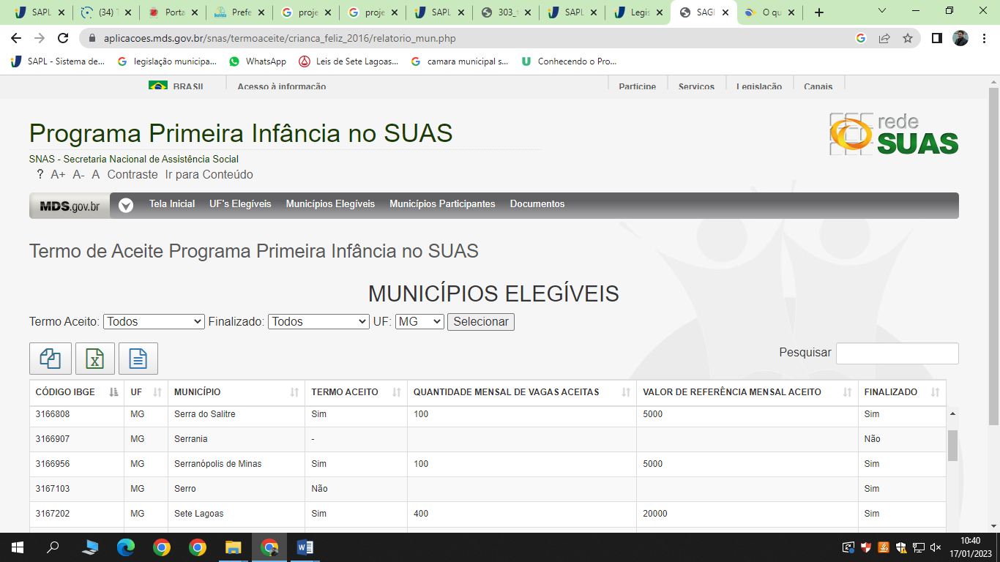 SAPL
(34) T
Porta
Prefe
proje
proje
SAPL
303_t
SAPL
Legis
SAGI
O qu
aplicacoes.mds.gov.br/snas/termoaceite/crianca_feliz_2016/relatorio_mun.php
SAPL - Sistema de...
legislação municipa...
WhatsApp
Leis de Sete Lagoas...
camara municipal s...
Conhecendo o Pro...
BRASIL Acesso à informação Participe Serviços Legislação Canais
Programa Primeira Infância no SUAS
rede SUAS
SNAS - Secretaria Nacional de Assistência Social
? A+ A- A Contraste Ir para Conteúdo
MDS.gov.br Tela Inicial UF's Elegíveis Municípios Elegíveis Municípios Participantes Documentos
Termo de Aceite Programa Primeira Infância no SUAS
MUNICÍPIOS ELEGÍVEIS
Termo Aceito: Todos Finalizado: Todos UF: MG Selecionar
Pesquisar
CÓDIGO IBGE UF MUNICÍPIO TERMO ACEITO QUANTIDADE MENSAL DE VAGAS ACEITAS VALOR DE REFERÊNCIA MENSAL ACEITO FINALIZADO
3166808 MG Serra do Salitre Sim 100 5000 Sim
3166907 MG Serrania - Não
3166956 MG Serranópolis de Minas Sim 100 5000 Sim
3167103 MG Serro Não Sim
3167202 MG Sete Lagoas Sim 400 20000 Sim
10:40
17/01/2023